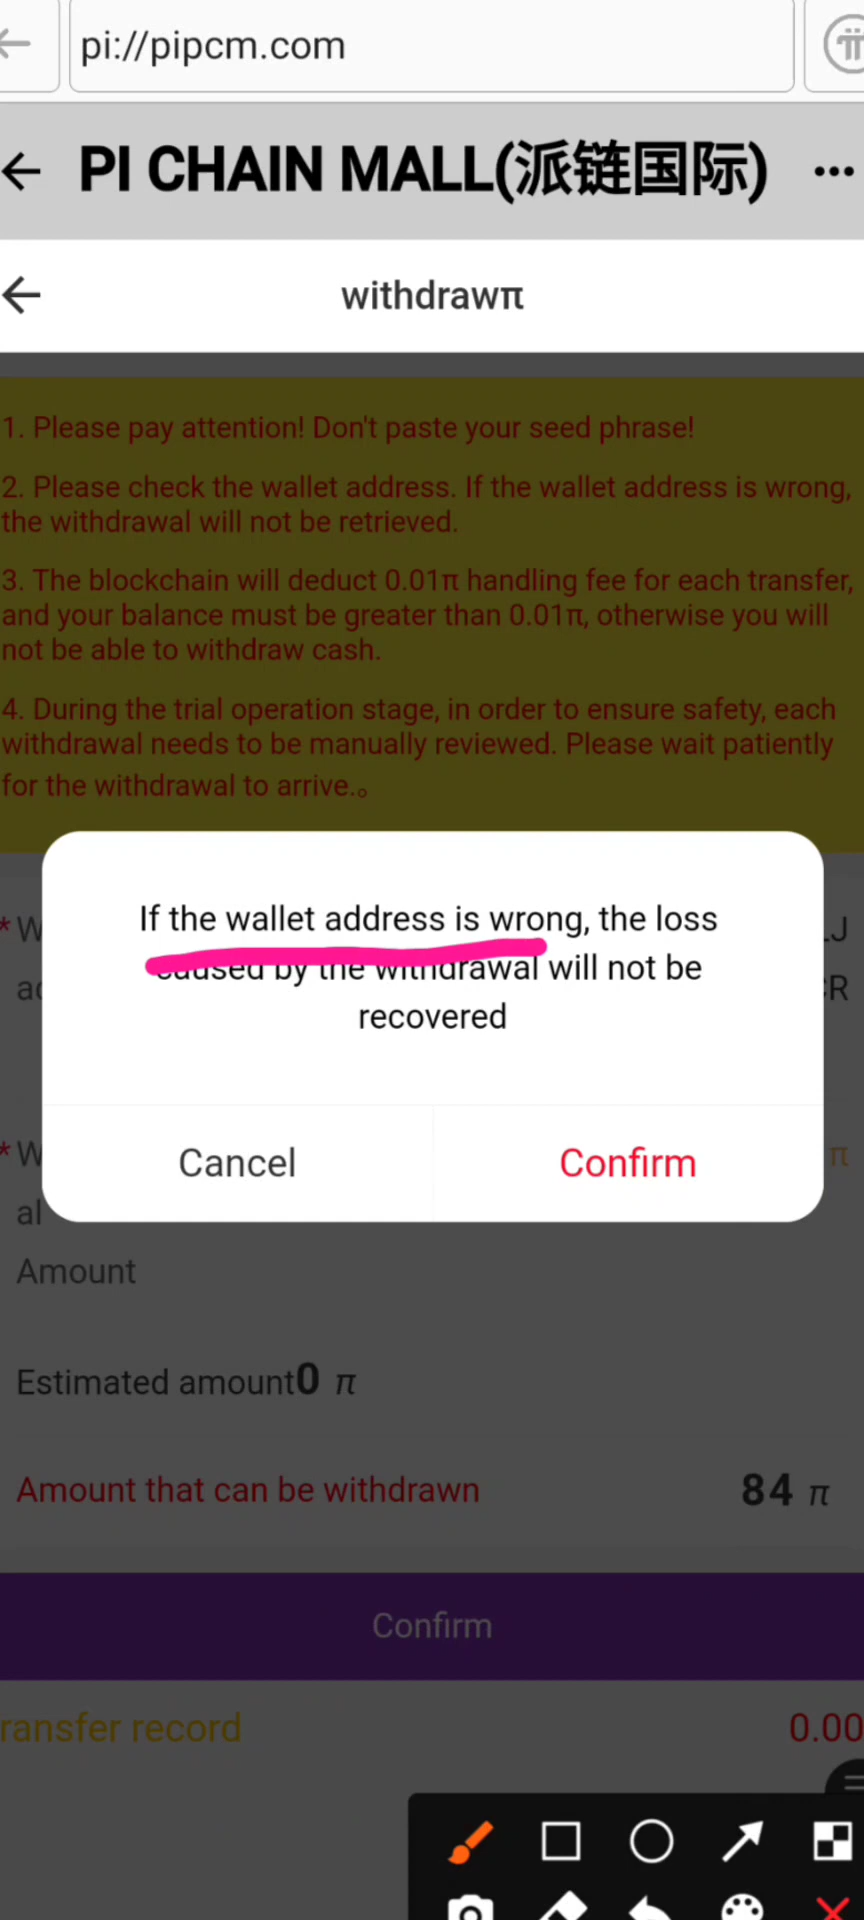 pi://pipcm.com
PI CHAIN MALL(派链国际)
withdrawπ
1. Please pay attention! Don't paste your seed phrase!
2. Please check the wallet address. If the wallet address is wrong,
the withdrawal will not be retrieved.
3. The blockchain will deduct 0.01π handling fee for each transfer,
and your balance must be greater than 0.01π, otherwise you will
not be able to withdraw cash.
4. During the trial operation stage, in order to ensure safety, each
withdrawal needs to be manually reviewed. Please wait patiently
for the withdrawal to arrive.。
If the wallet address is wrong, the loss
caused by the withdrawal will not be
recovered
Cancel Confirm
π
al
Amount
Estimated amount0 π
Amount that can be withdrawn 84 π
Confirm
ransfer record 0.00